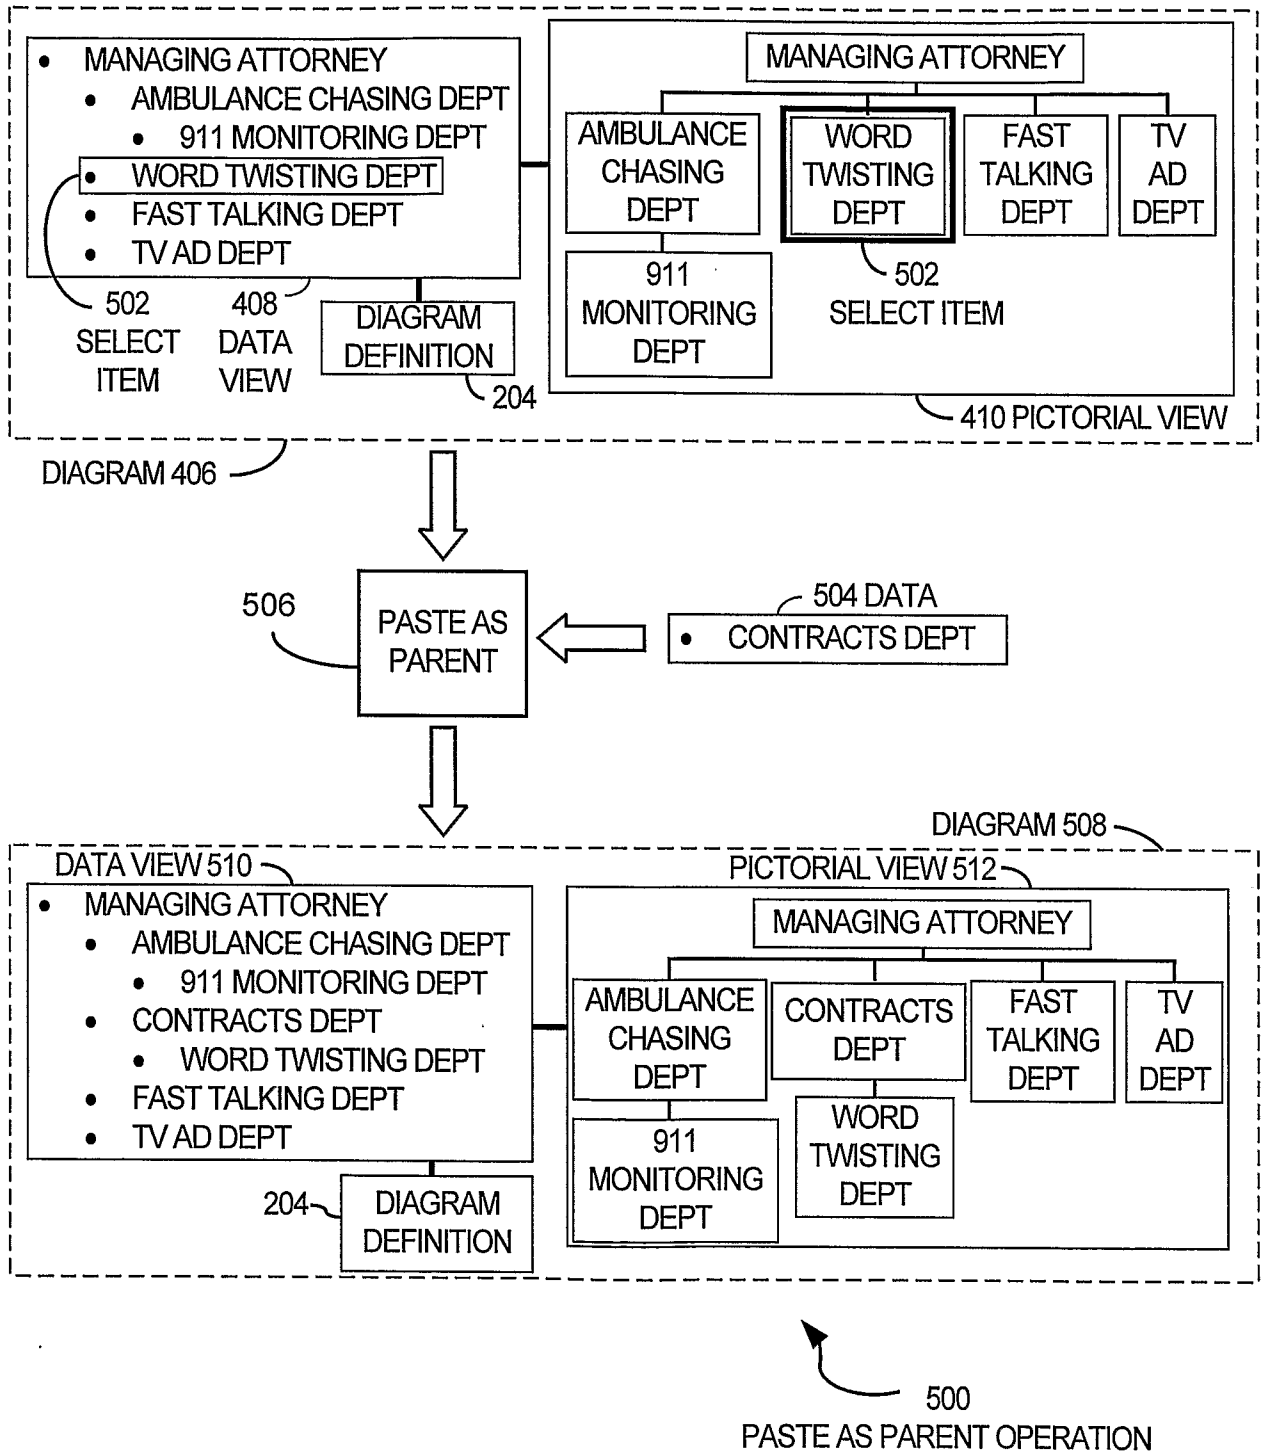 • MANAGING ATTORNEY
• AMBULANCE CHASING DEPT
• 911 MONITORING DEPT
• WORD TWISTING DEPT
• FAST TALKING DEPT
• TV AD DEPT
502
SELECT
ITEM
408
DATA
VIEW
DIAGRAM
DEFINITION
204
MANAGING ATTORNEY
AMBULANCE
CHASING
DEPT
WORD
TWISTING
DEPT
FAST
TALKING
DEPT
TV
AD
DEPT
911
MONITORING
DEPT
502
SELECT ITEM
410 PICTORIAL VIEW
DIAGRAM 406
506
PASTE AS
PARENT
504 DATA
• CONTRACTS DEPT
DIAGRAM 508
DATA VIEW 510
• MANAGING ATTORNEY
• AMBULANCE CHASING DEPT
• 911 MONITORING DEPT
• CONTRACTS DEPT
• WORD TWISTING DEPT
• FAST TALKING DEPT
• TV AD DEPT
204
DIAGRAM
DEFINITION
PICTORIAL VIEW 512
MANAGING ATTORNEY
AMBULANCE
CHASING
DEPT
CONTRACTS
DEPT
FAST
TALKING
DEPT
TV
AD
DEPT
911
MONITORING
DEPT
WORD
TWISTING
DEPT
500
PASTE AS PARENT OPERATION